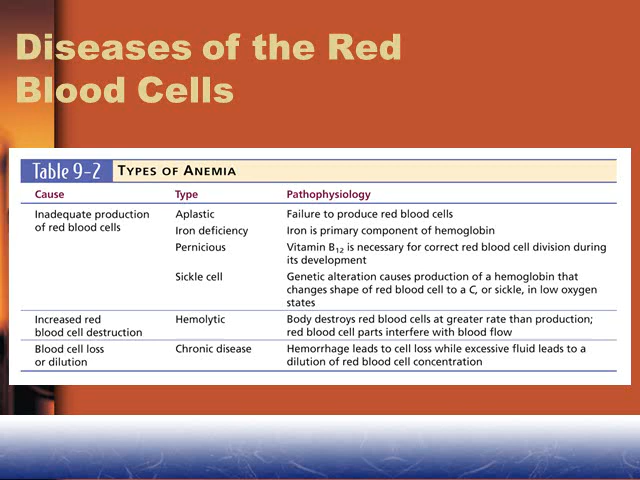 Diseases of the Red
Blood Cells
Table 9-2 TYPES OF ANEMIA
Cause Type Pathophysiology
Inadequate production Aplastic Failure to produce red blood cells
of red blood cells Iron deficiency Iron is primary component of hemoglobin
Pernicious Vitamin B12 is necessary for correct red blood cell division during
its development
Sickle cell Genetic alteration causes production of a hemoglobin that
changes shape of red blood cell to a C, or sickle, in low oxygen
states
Increased red Hemolytic Body destroys red blood cells at greater rate than production;
blood cell destruction red blood cell parts interfere with blood flow
Blood cell loss Chronic disease Hemorrhage leads to cell loss while excessive fluid leads to a
or dilution dilution of red blood cell concentration